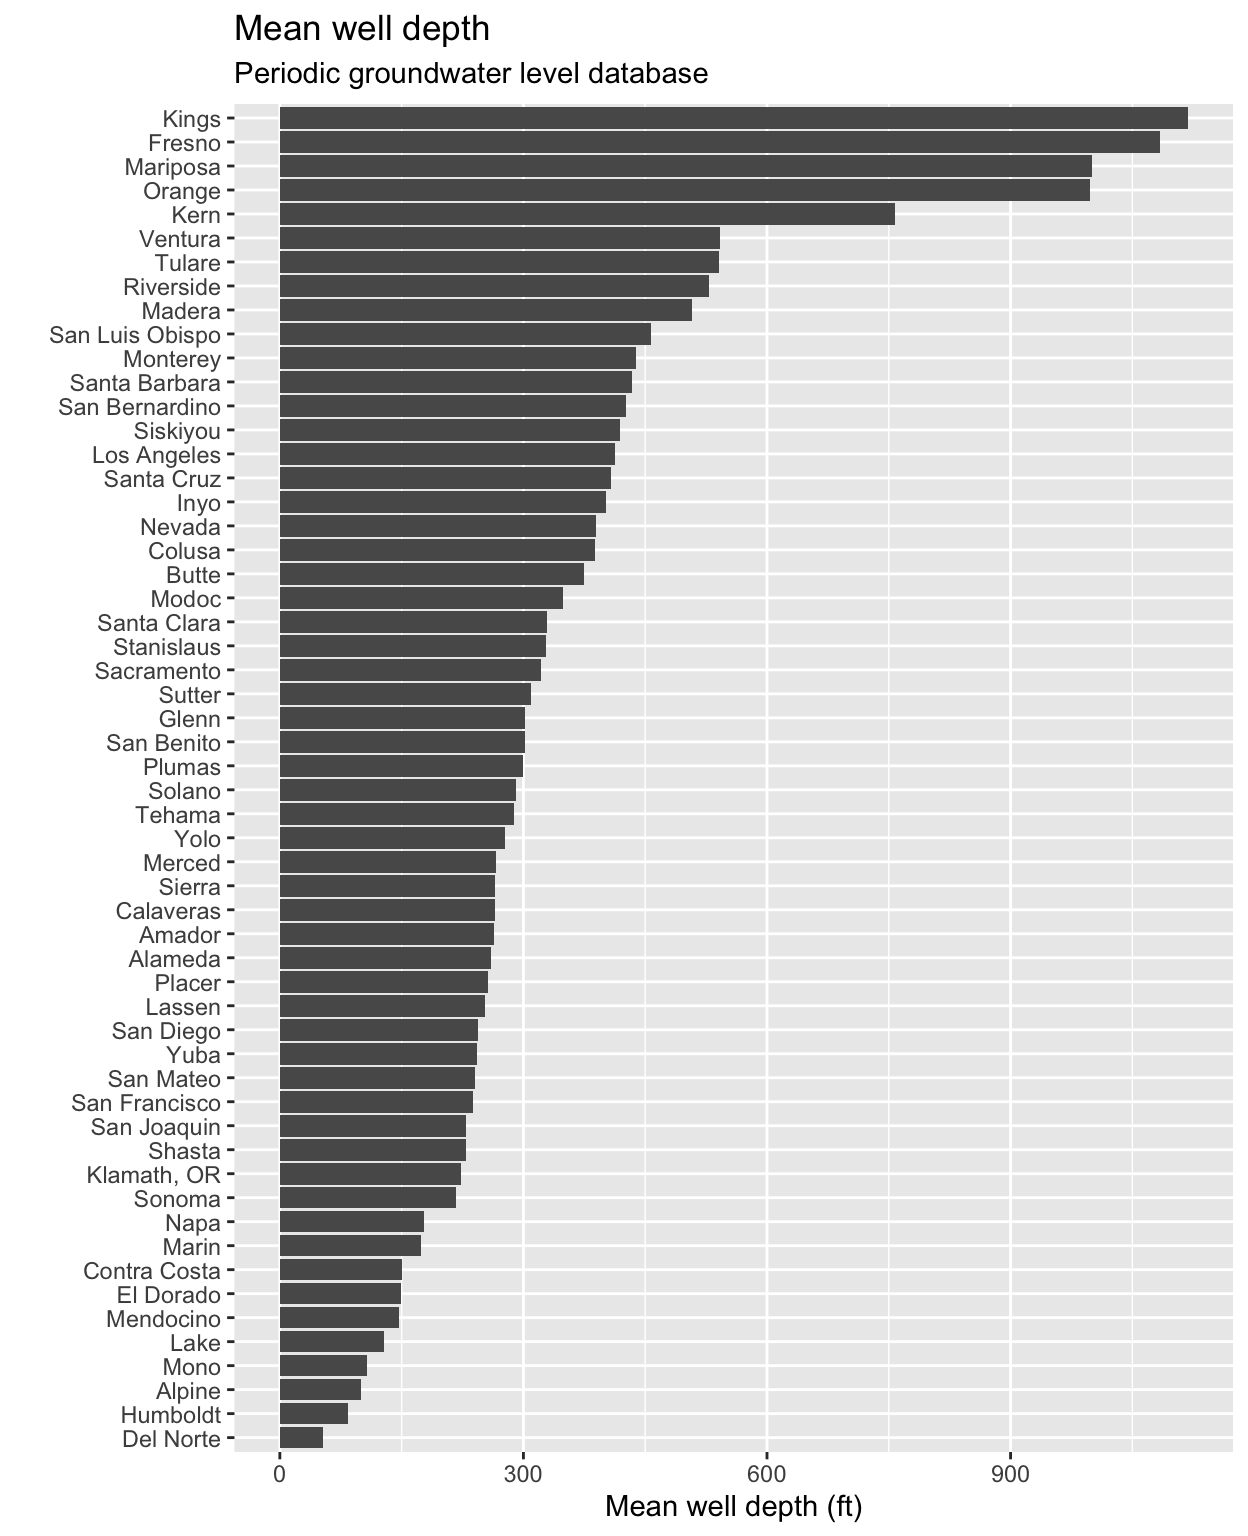 Mean well depth
Periodic groundwater level database
Kings
Fresno
Mariposa
Orange
Kern
Ventura
Tulare
Riverside
Madera
San Luis Obispo
Monterey
Santa Barbara
San Bernardino
Siskiyou
Los Angeles
Santa Cruz
Inyo
Nevada
Colusa
Butte
Modoc
Santa Clara
Stanislaus
Sacramento
Sutter
Glenn
San Benito
Plumas
Solano
Tehama
Yolo
Merced
Sierra
Calaveras
Amador
Alameda
Placer
Lassen
San Diego
Yuba
San Mateo
San Francisco
San Joaquin
Shasta
Klamath, OR
Sonoma
Napa
Marin
Contra Costa
El Dorado
Mendocino
Lake
Mono
Alpine
Humboldt
Del Norte
0 300 600 900
Mean well depth (ft)